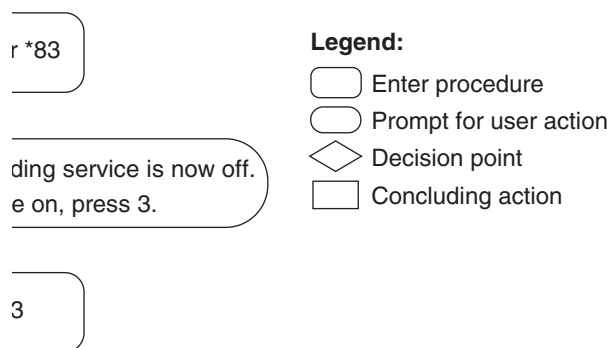 r *83
ding service is now off.
e on, press 3.
3
Legend:
Enter procedure
Prompt for user action
Decision point
Concluding action